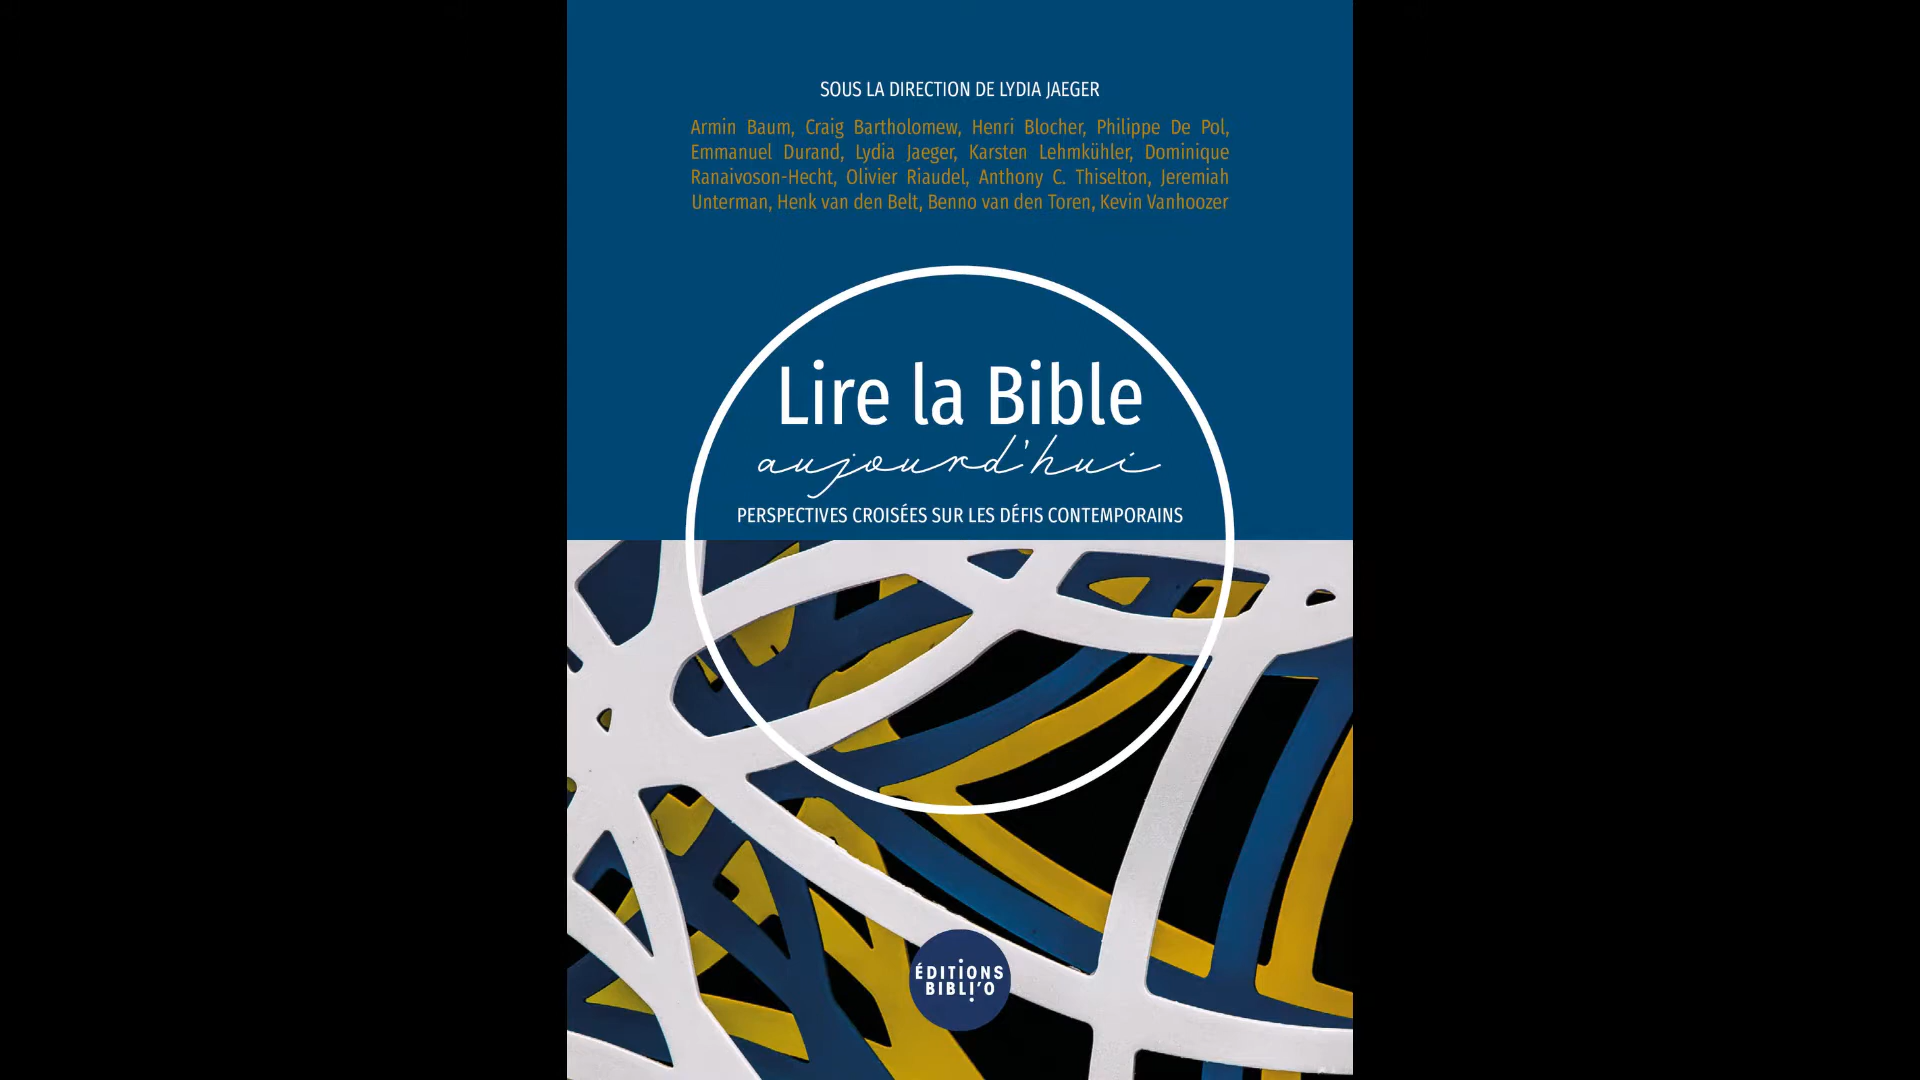 SOUS LA DIRECTION DE LYDIA JAEGER
Armin Baum, Craig Bartholomew, Henri Blocher, Philippe De Pol,
Emmanuel Durand, Lydia Jaeger, Karsten Lehmkühler, Dominique
Ranaivoson-Hecht, Olivier Riaudel, Anthony C. Thiselton, Jeremiah
Unterman, Henk van den Belt, Benno van den Toren, Kevin Vanhoozer
Lire la Bible
aujourd'hui
PERSPECTIVES CROISÉES SUR LES DÉFIS CONTEMPORAINS
ÉDITIONS
BIBLI'O